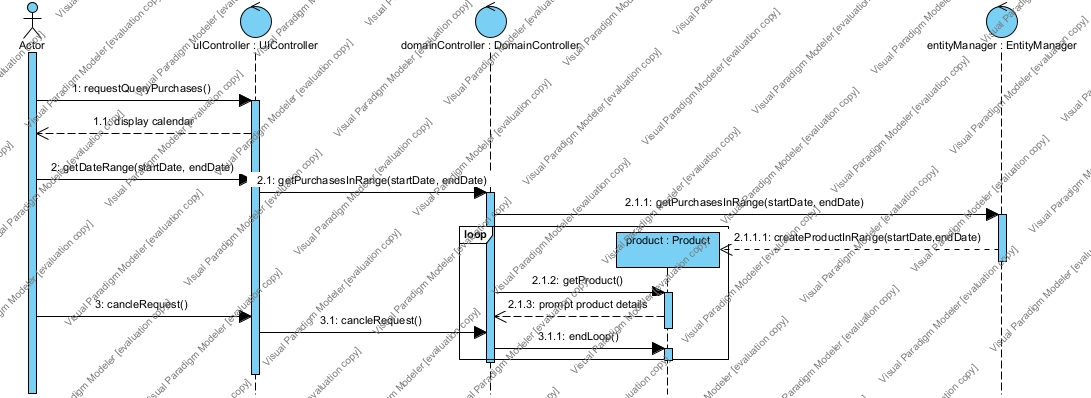 Actor
uIController : UIController
domainController : DomainController
entityManager : EntityManager
1: requestQueryPurchases()
1.1: display calendar
2: getDateRange(startDate, endDate)
2.1: getPurchasesInRange(startDate, endDate)
2.1.1: getPurchasesInRange(startDate, endDate)
loop
product : Product
2.1.1.1: createProductInRange(startDate,endDate)
2.1.2: getProduct()
2.1.3: prompt product details
3: cancleRequest()
3.1: cancleRequest()
3.1.1: endLoop()
Visual Paradigm Modeler [evaluation copy]